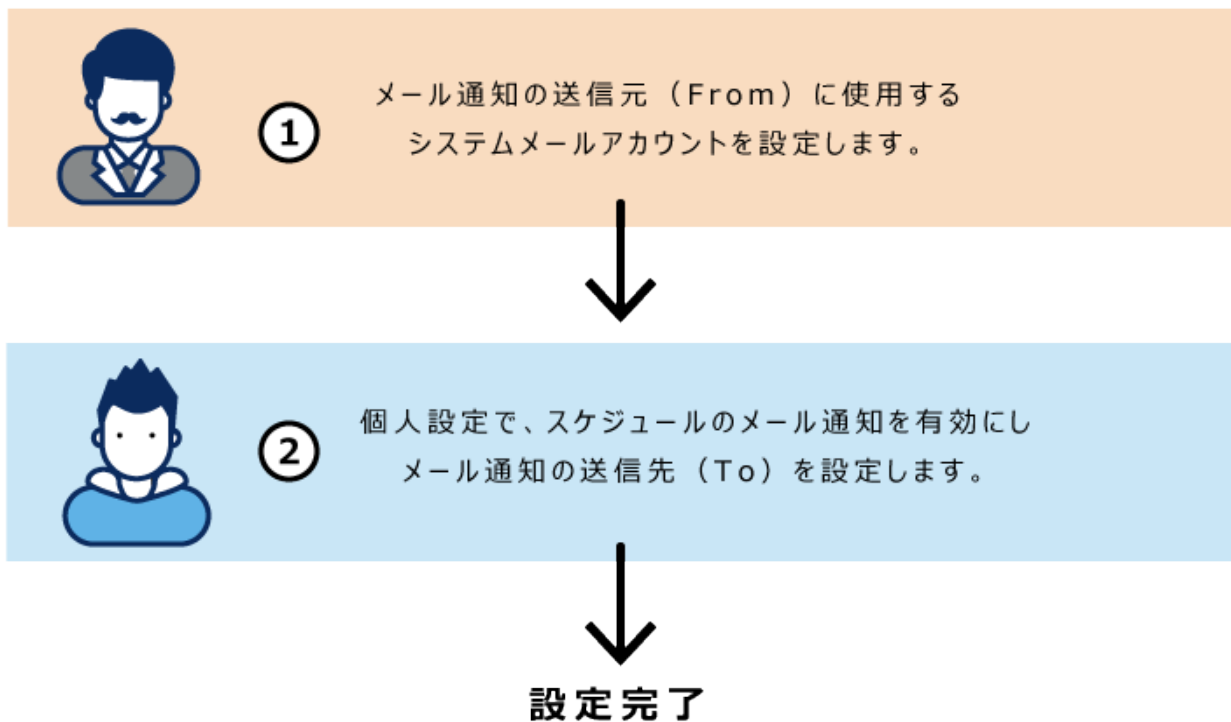 ①
メール通知の送信元（From）に使用する
システムメールアカウントを設定します。
②
個人設定で、スケジュールのメール通知を有効にし
メール通知の送信先（To）を設定します。
設定完了